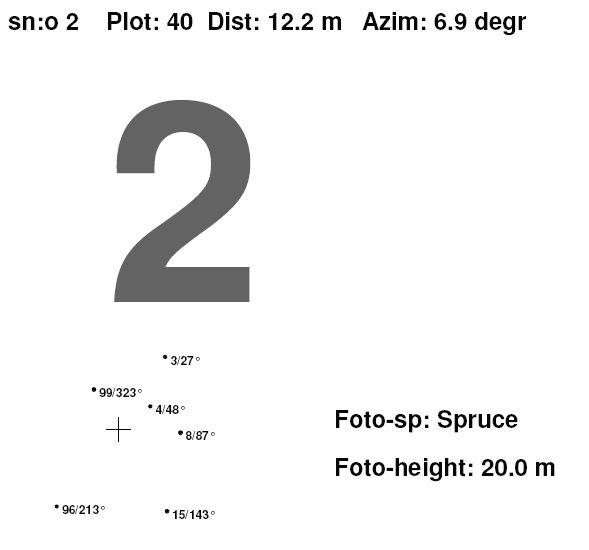 sn:o 2 Plot: 40 Dist: 12.2 m Azim: 6.9 degr
2
3/27°
99/323°
4/48°
8/87°
Foto-sp: Spruce
Foto-height: 20.0 m
96/213°
15/143°